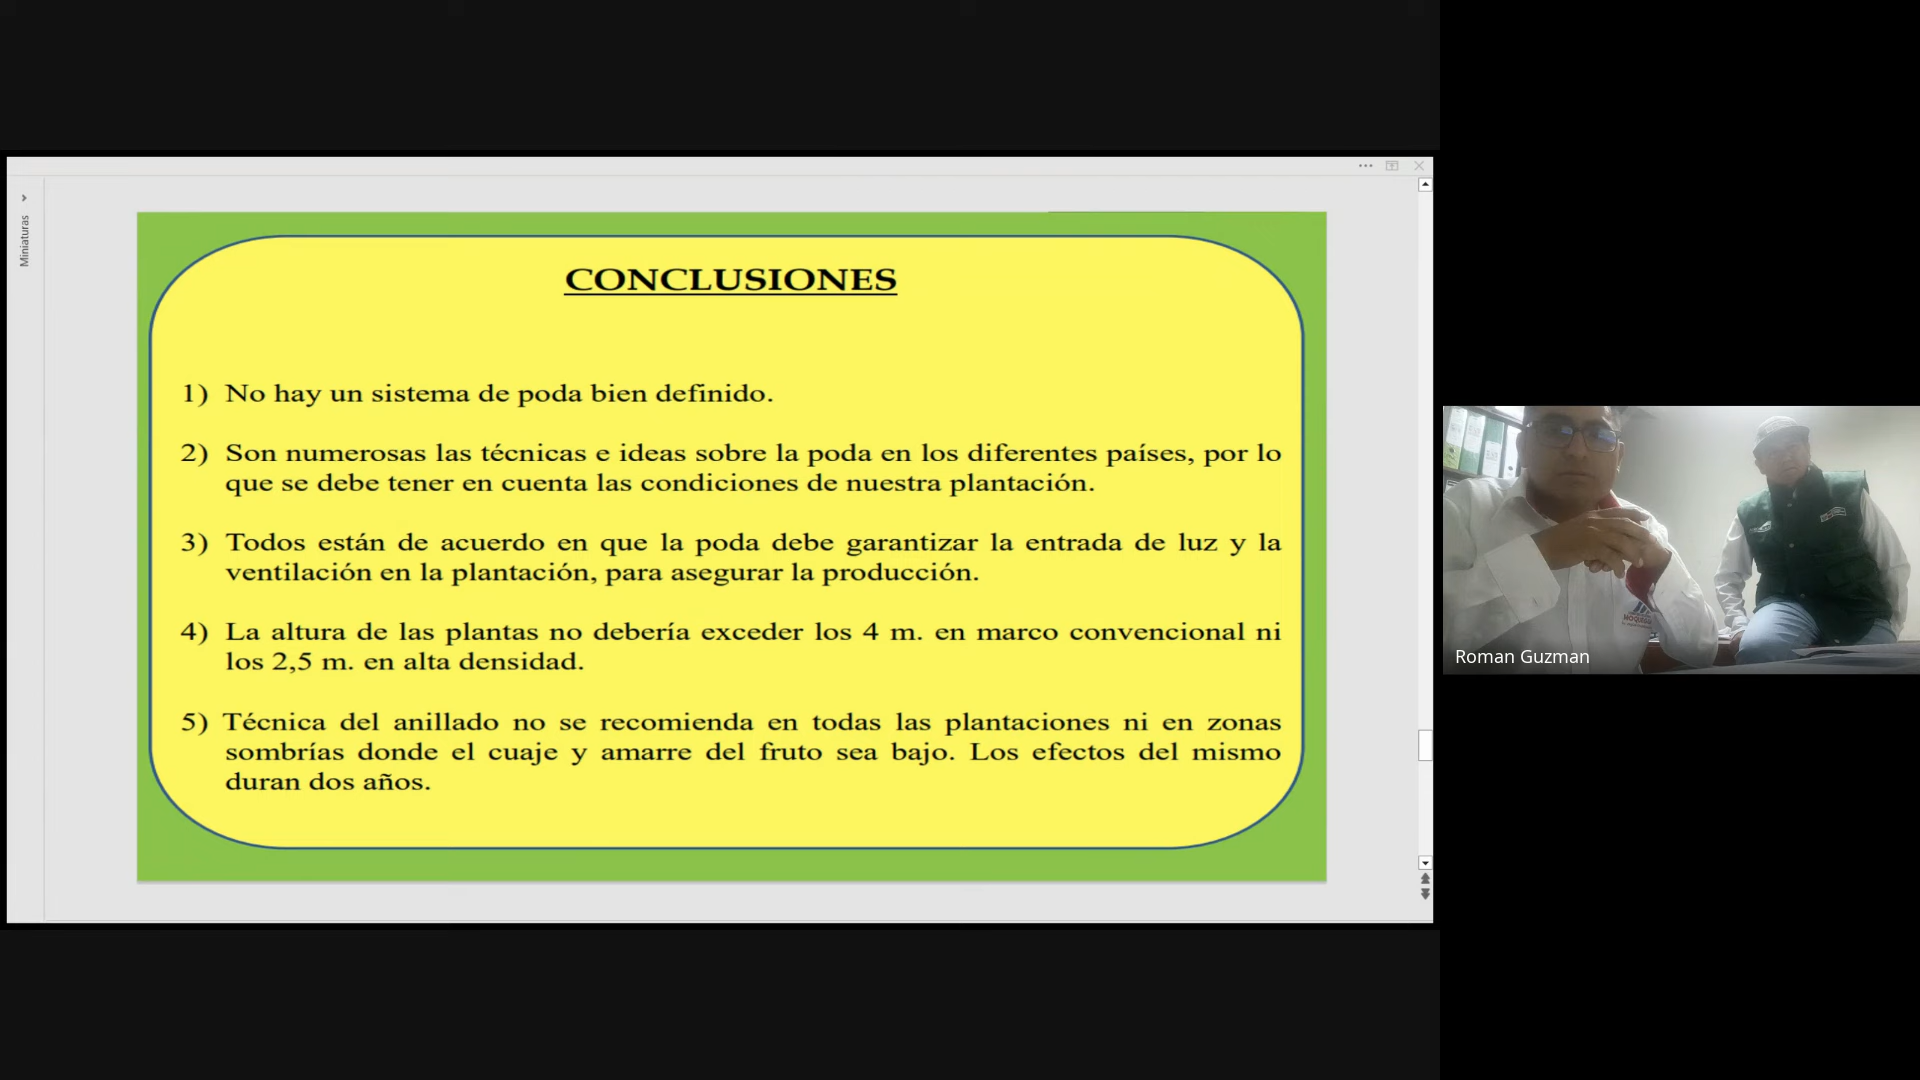 Miniaturas
CONCLUSIONES
1) No hay un sistema de poda bien definido.
2) Son numerosas las técnicas e ideas sobre la poda en los diferentes países, por lo
que se debe tener en cuenta las condiciones de nuestra plantación.
3) Todos están de acuerdo en que la poda debe garantizar la entrada de luz y la
ventilación en la plantación, para asegurar la producción.
4) La altura de las plantas no debería exceder los 4 m. en marco convencional ni
los 2,5 m. en alta densidad.
5) Técnica del anillado no se recomienda en todas las plantaciones ni en zonas
sombrías donde el cuaje y amarre del fruto sea bajo. Los efectos del mismo
duran dos años.
Roman Guzman